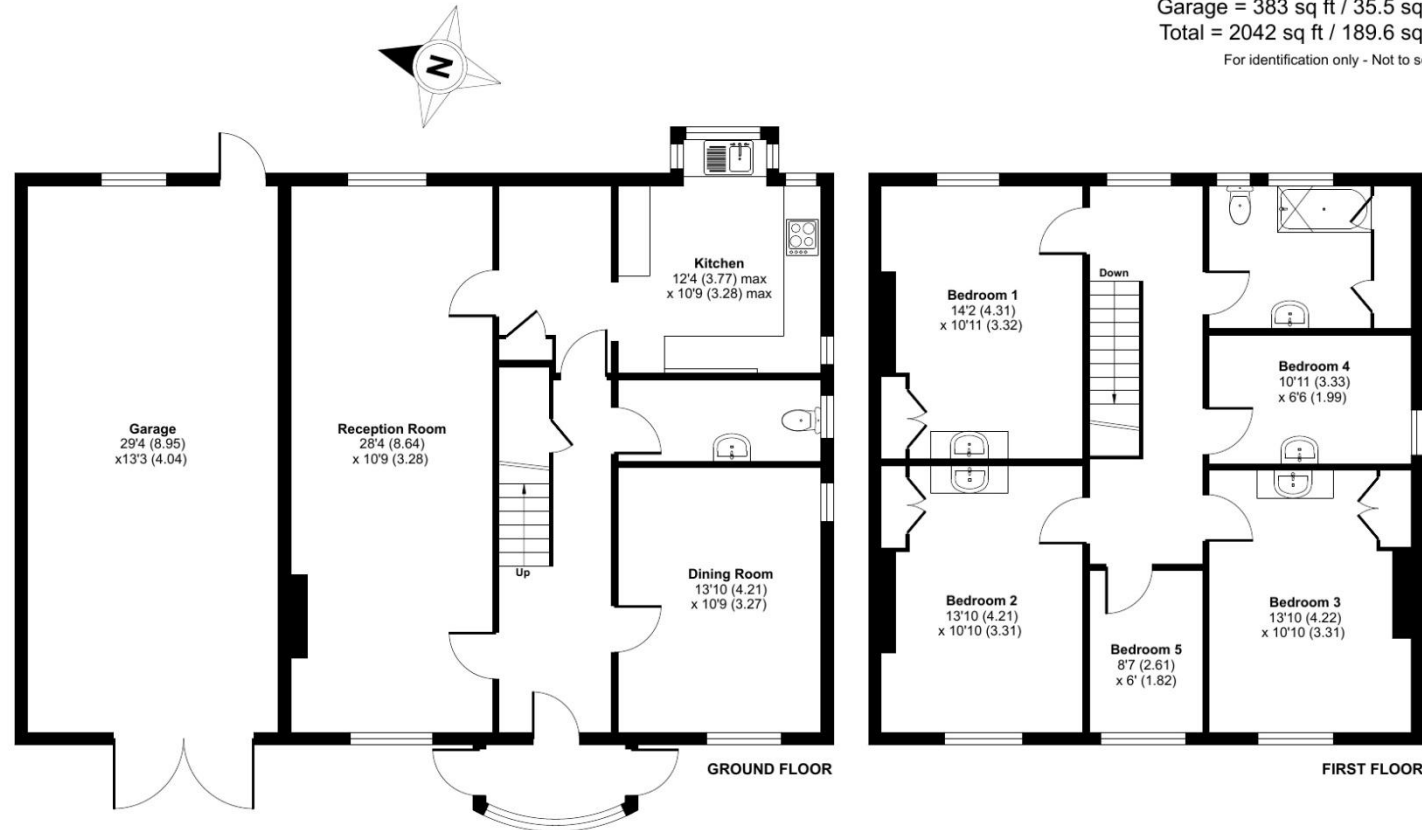 Garage = 383 sq ft / 35.5 sq
Total = 2042 sq ft / 189.6 sq
For identification only - Not to
N
Kitchen
12'4 (3.77) max
x 10'9 (3.28) max
Garage
29'4 (8.95)
x13'3 (4.04)
Reception Room
28'4 (8.64)
x 10'9 (3.28)
Up
Dining Room
13'10 (4.21)
x 10'9 (3.27)
GROUND FLOOR
Bedroom 1
14'2 (4.31)
x 10'11 (3.32)
Down
Bedroom 4
10'11 (3.33)
x 6'6 (1.99)
Bedroom 2
13'10 (4.21)
x 10'10 (3.31)
Bedroom 5
8'7 (2.61)
x 6' (1.82)
Bedroom 3
13'10 (4.22)
x 10'10 (3.31)
FIRST FLOOR